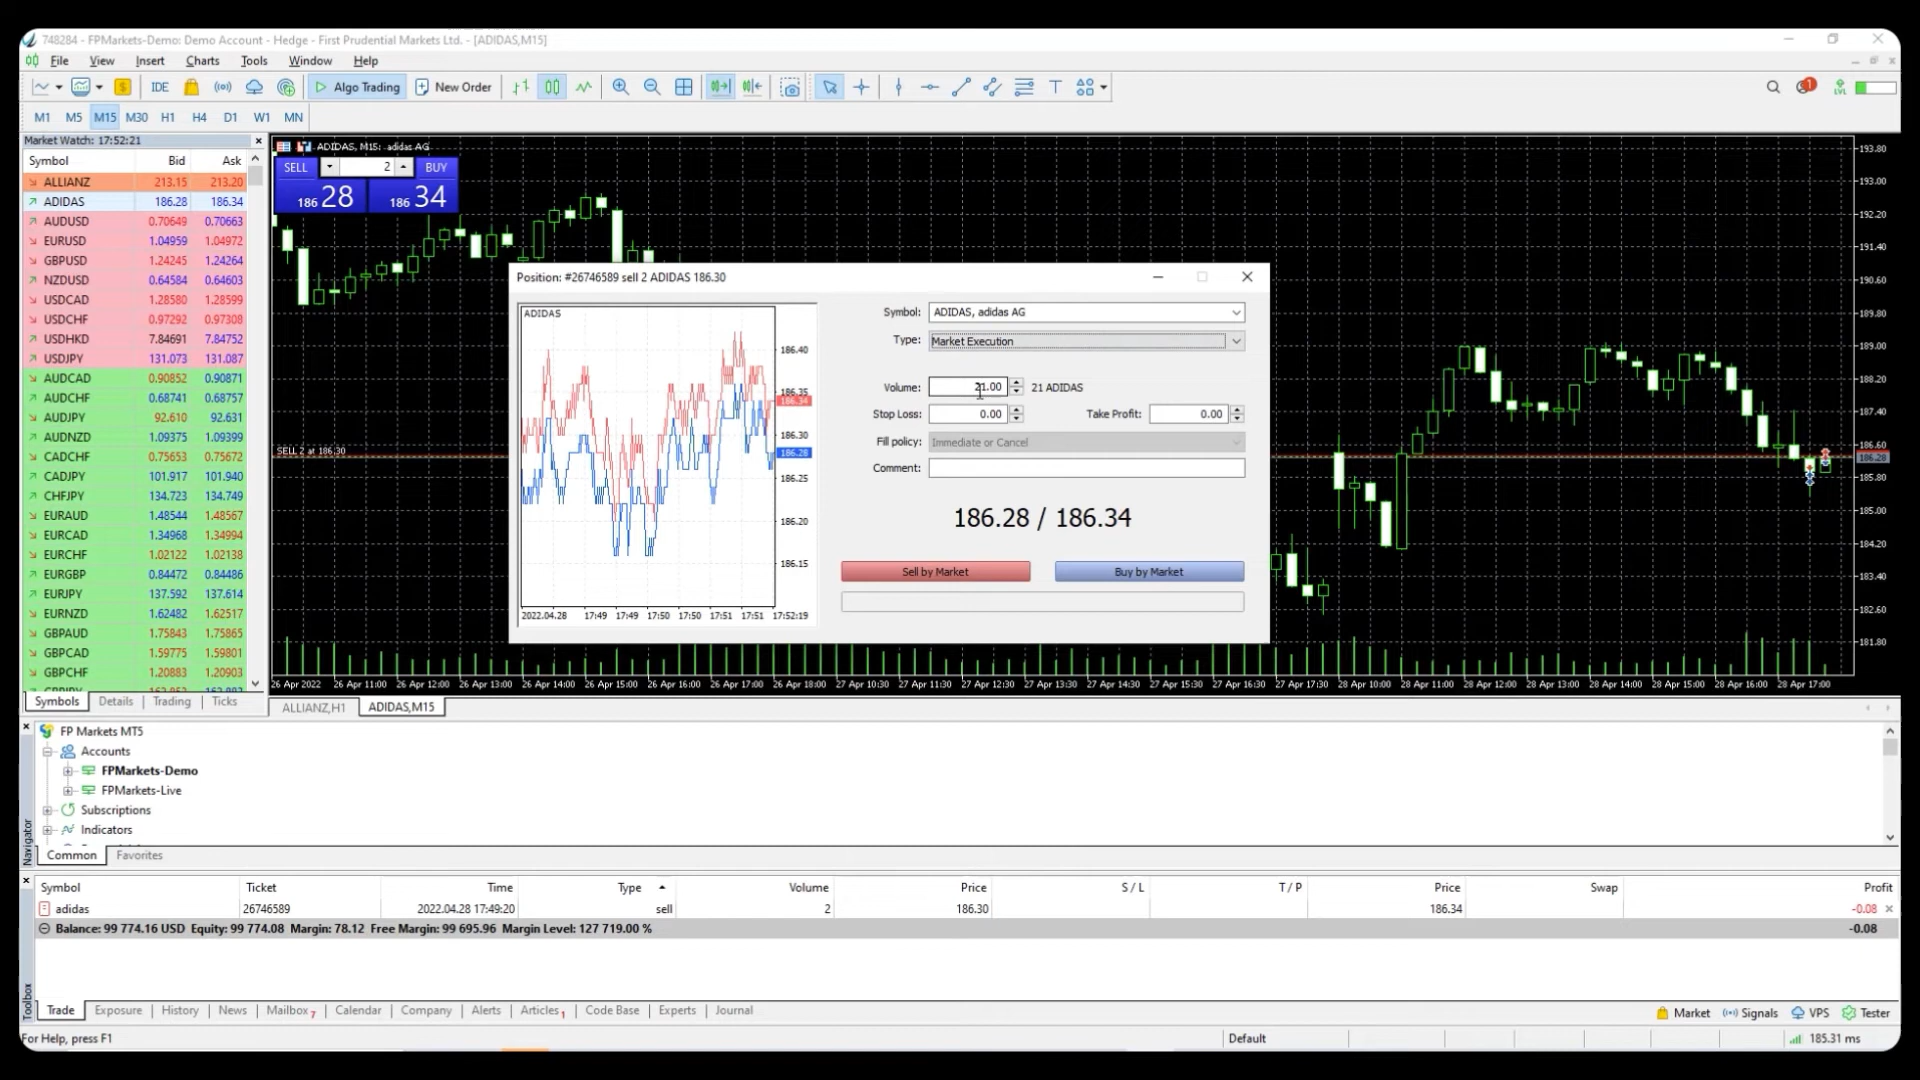 748284 - FPMarkets-Demo: Demo Account - Hedge - First Prudential Markets Ltd. - [ADIDAS,M15]
File View Insert Charts Tools Window Help
IDE Algo Trading New Order 1 LVL
M1 M5 M15 M30 H1 H4 D1 W1 MN
Market Watch: 17:52:21
Symbol Bid Ask
ALLIANZ 213.15 213.20
ADIDAS 186.28 186.34
AUDUSD 0.70649 0.70663
EURUSD 1.04959 1.04972
GBPUSD 1.24245 1.24264
NZDUSD 0.64584 0.64603
USDCAD 1.28580 1.28599
USDCHF 0.97292 0.97308
USDHKD 7.84691 7.84752
USDJPY 131.073 131.087
AUDCAD 0.90852 0.90871
AUDCHF 0.68741 0.68757
AUDJPY 92.610 92.631
AUDNZD 1.09375 1.09399
CADCHF 0.75653 0.75672
CADJPY 101.917 101.940
CHFJPY 134.723 134.749
EURAUD 1.48544 1.48567
EURCAD 1.34968 1.34994
EURCHF 1.02122 1.02138
EURGBP 0.84472 0.84486
EURJPY 137.592 137.614
EURNZD 1.62482 1.62517
GBPAUD 1.75843 1.75865
GBPCAD 1.59775 1.59801
GBPCHF 1.20883 1.20903
Symbols Details Trading Ticks
ADIDAS, M15: adidas AG
SELL 2 BUY
186 28 186 34
SELL 2 at 186.30
193.80
193.00
192.20
191.40
190.60
189.80
189.00
188.20
187.40
186.60
186.28
185.80
185.00
184.20
183.40
182.60
181.80
26 Apr 2022 26 Apr 11:00 26 Apr 12:00 26 Apr 13:00 26 Apr 14:00 26 Apr 15:00 26 Apr 16:00 26 Apr 17:00 26 Apr 18:00 27 Apr 10:30 27 Apr 11:30 27 Apr 12:30 27 Apr 13:30 27 Apr 14:30 27 Apr 15:30 27 Apr 16:30 27 Apr 17:30 28 Apr 10:00 28 Apr 11:00 28 Apr 12:00 28 Apr 13:00 28 Apr 14:00 28 Apr 15:00 28 Apr 16:00 28 Apr 17:00
ALLIANZ,H1 ADIDAS,M15
Position: #26746589 sell 2 ADIDAS 186.30
ADIDAS
186.40
186.35
186.34
186.30
186.28
186.25
186.20
186.15
2022.04.28 17:49 17:49 17:50 17:50 17:51 17:51 17:52:19
Symbol: ADIDAS, adidas AG
Type: Market Execution
Volume: 21.00 21 ADIDAS
Stop Loss: 0.00 Take Profit: 0.00
Fill policy: Immediate or Cancel
Comment:
186.28 / 186.34
Sell by Market Buy by Market
FP Markets MT5
Accounts
FPMarkets-Demo
FPMarkets-Live
Subscriptions
Indicators
Navigator
Common Favorites
Symbol Ticket Time Type Volume Price S / L T / P Price Swap Profit
adidas 26746589 2022.04.28 17:49:20 sell 2 186.30 186.34 -0.08
Balance: 99 774.16 USD Equity: 99 774.08 Margin: 78.12 Free Margin: 99 695.96 Margin Level: 127 719.00 % -0.08
Toolbox
Trade Exposure History News Mailbox 7 Calendar Company Alerts Articles 1 Code Base Experts Journal Market Signals VPS Tester
For Help, press F1 Default 185.31 ms